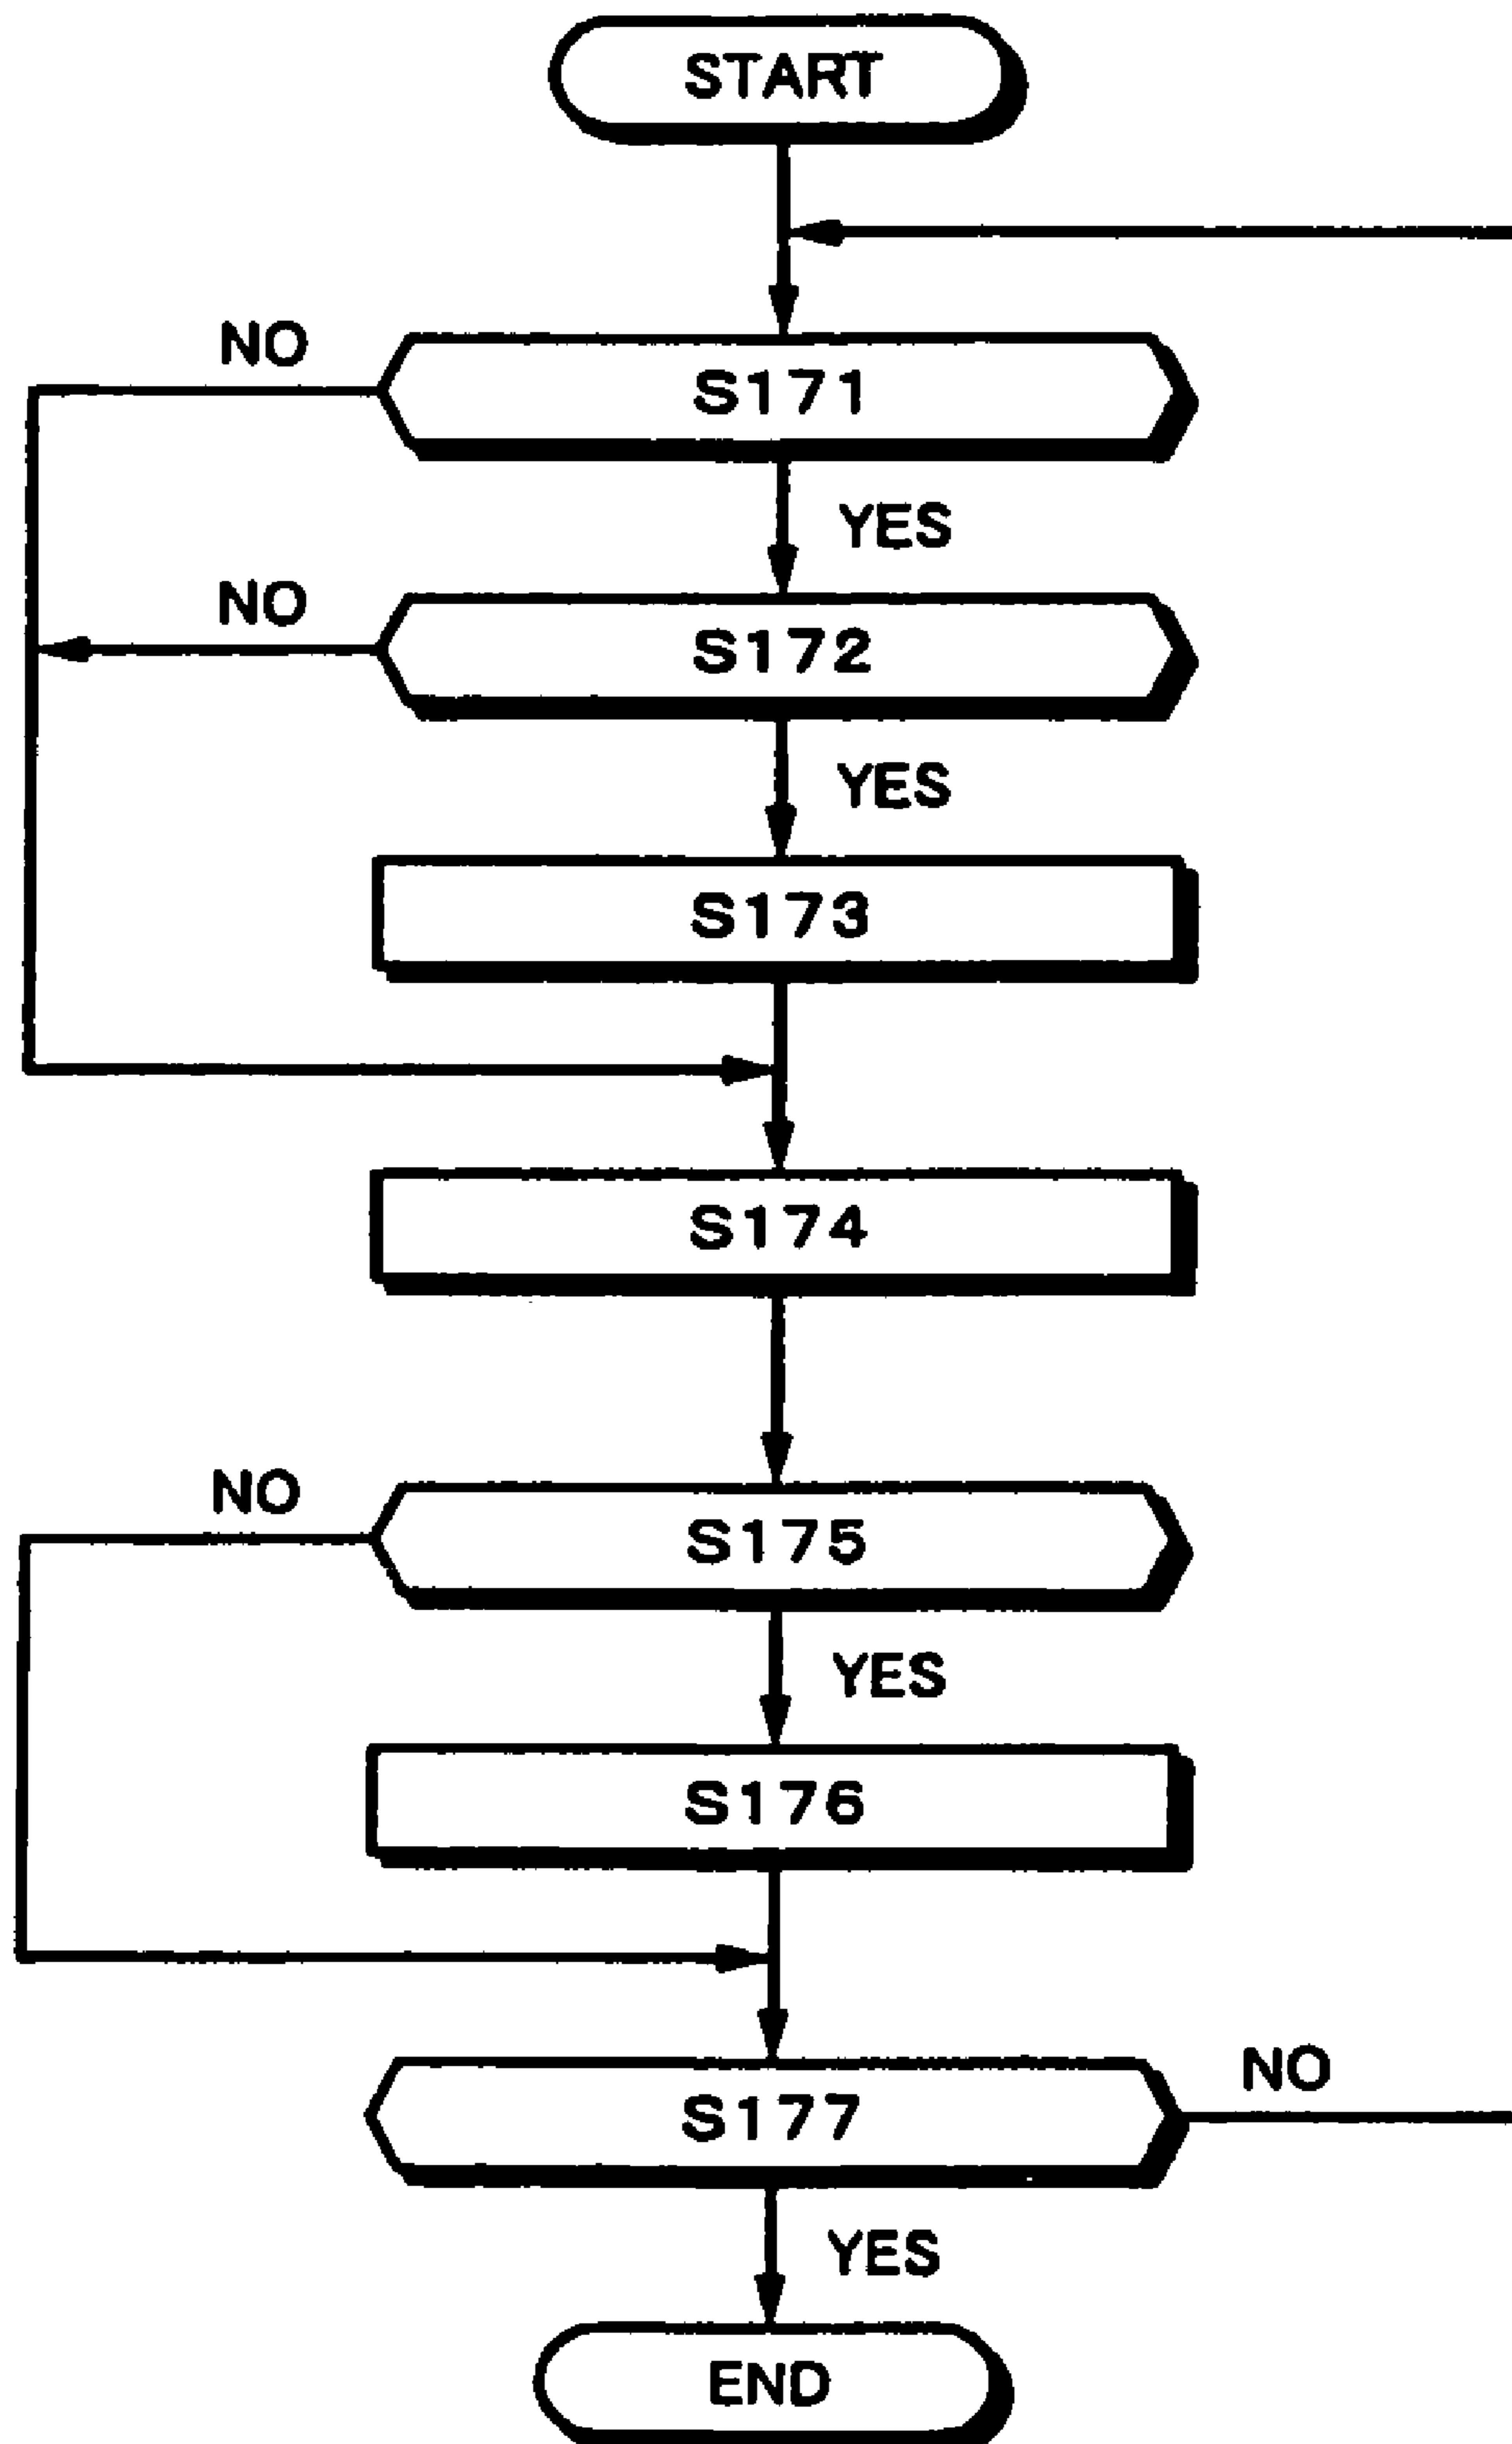 START
NO
S171
YES
NO
S172
YES
S173
S174
NO
S175
YES
S176
NO
S177
YES
END